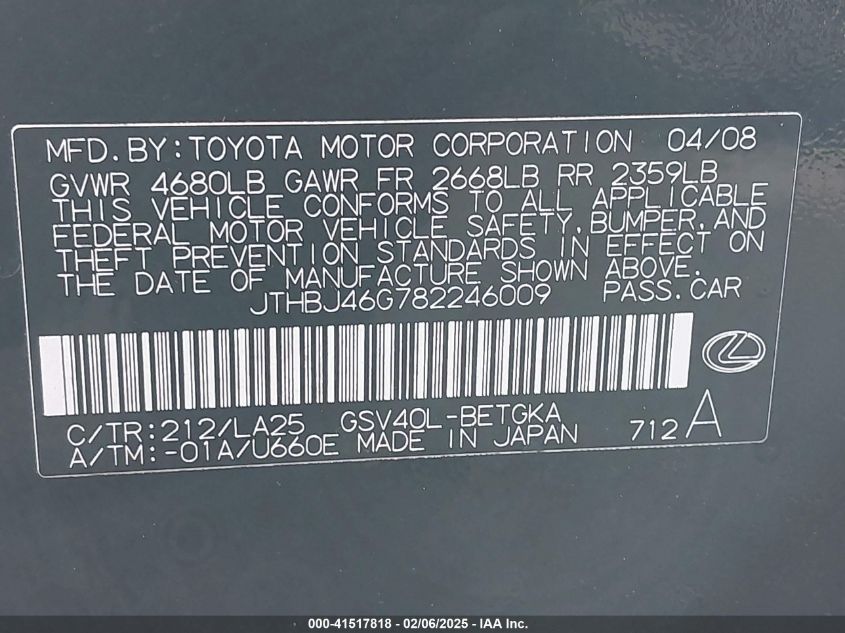 MFD.BY:TOYOTA MOTOR CORPORATION 04/08
GVWR 4680LB GAWR FR 2668LB RR 2359LB
THIS VEHICLE CONFORMS TO ALL APPLICABLE
FEDERAL MOTOR VEHICLE SAFETY, BUMPER, AND
THEFT PREVENTION STANDARDS IN EFFECT ON
THE DATE OF MANUFACTURE SHOWN ABOVE.
JTHBJ46G782246009 PASS.CAR
C/TR:212/LA25 GSV40L-BETGKA
A/TM:-01A/U660E MADE IN JAPAN 712 A
000-41517818 - 02/06/2025 - IAA Inc.